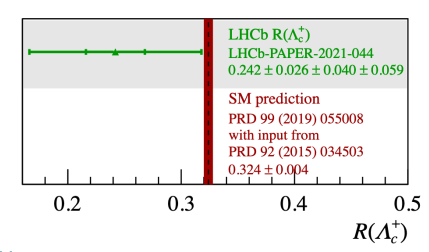 LHCb R(Λ_c^+)
LHCb-PAPER-2021-044
0.242 ± 0.026 ± 0.040 ± 0.059
SM prediction
PRD 99 (2019) 055008
with input from
PRD 92 (2015) 034503
0.324 ± 0.004
0.2 0.3 0.4 0.5
R(Λ_c^+)